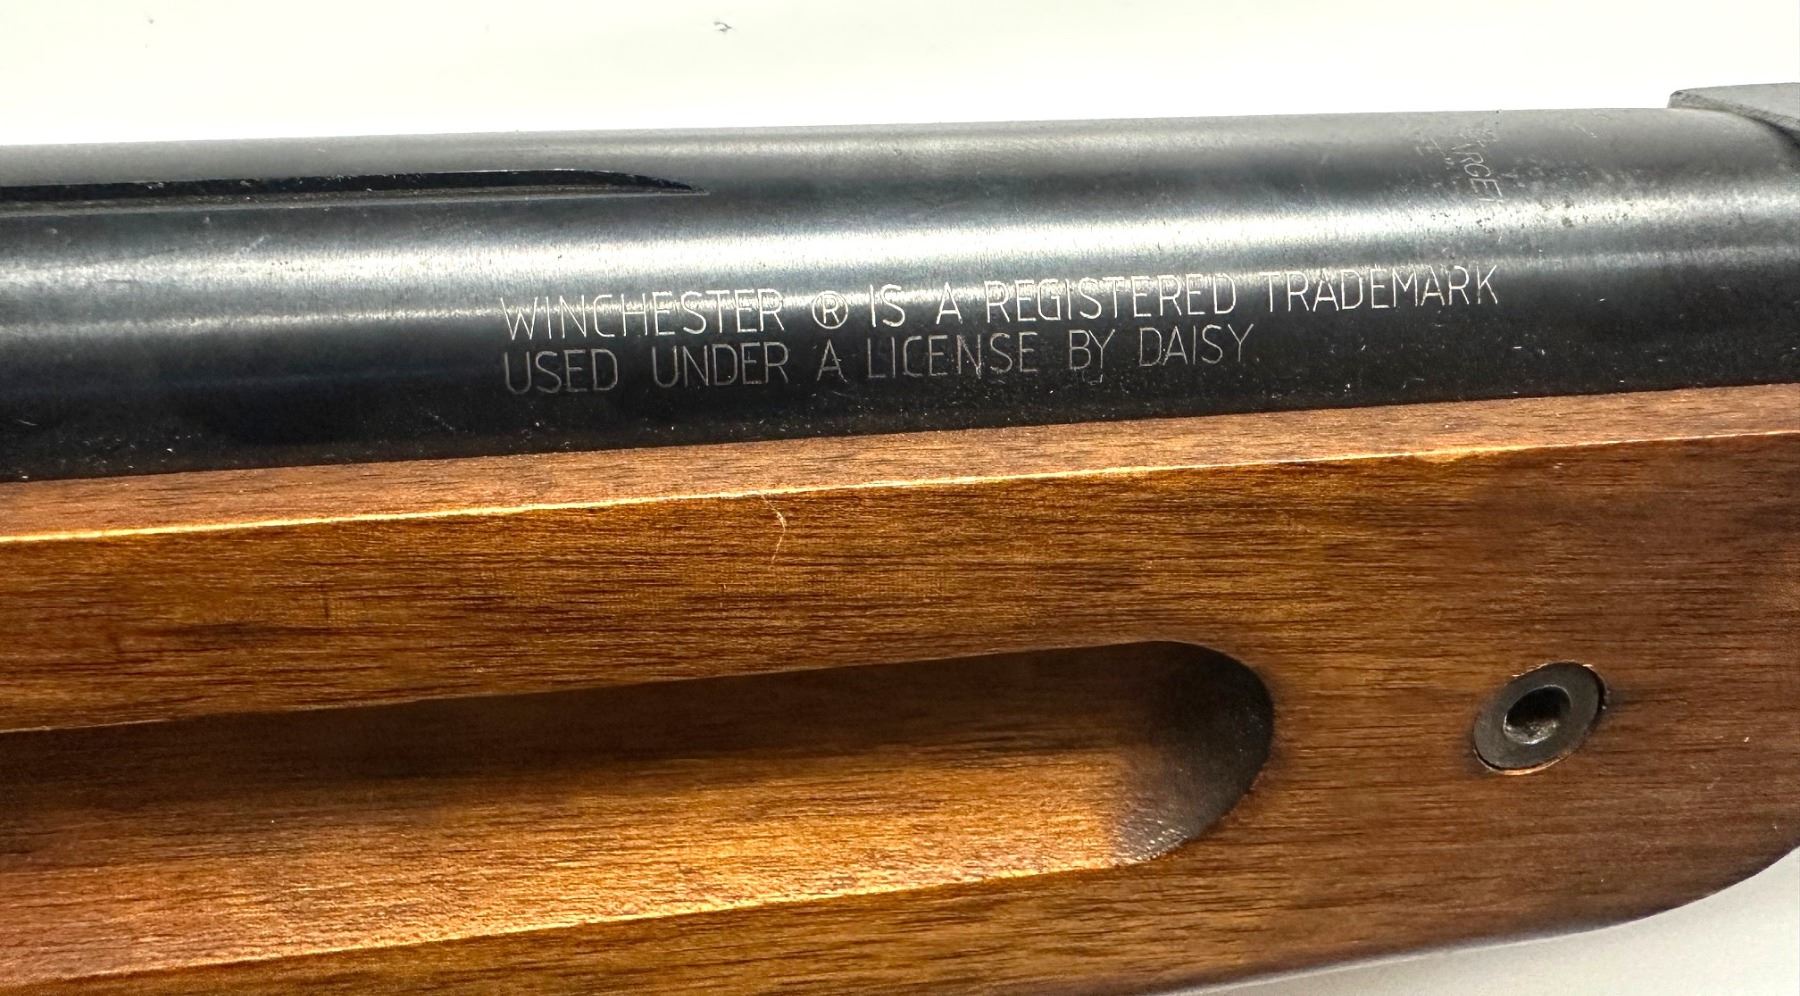 WINCHESTER ® IS A REGISTERED TRADEMARK
USED UNDER A LICENSE BY DAISY